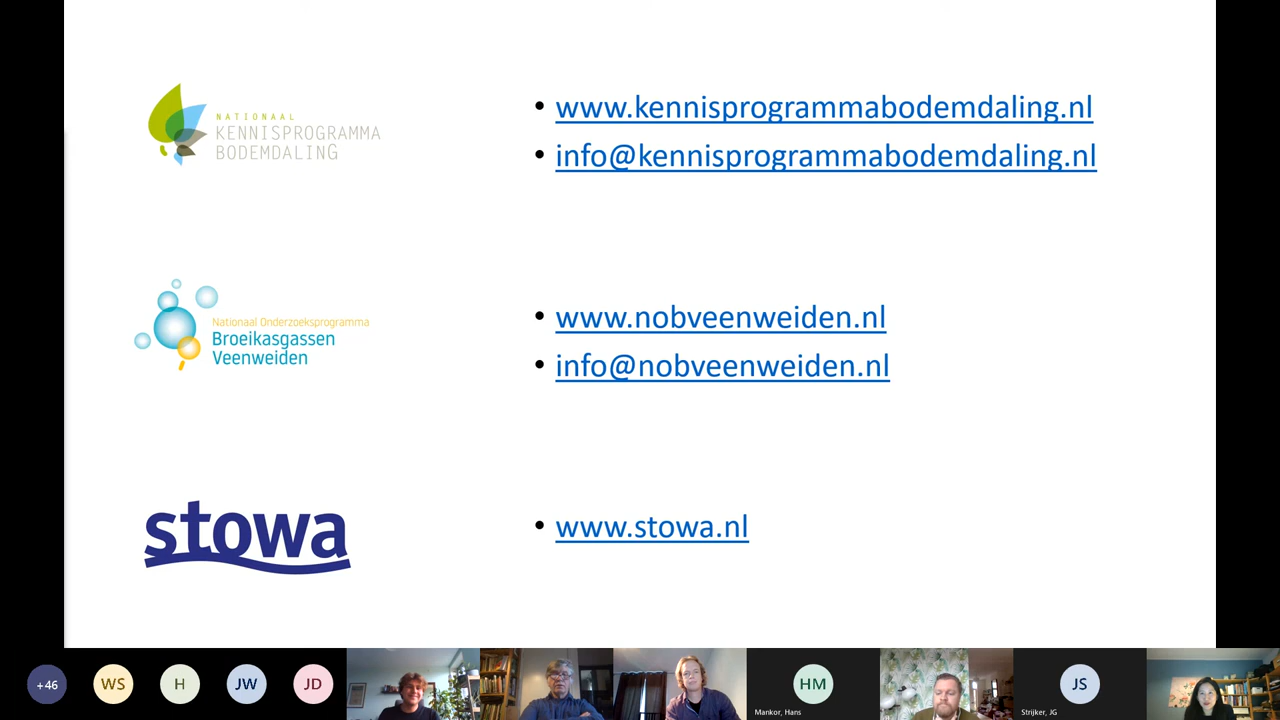 NATIONAAL
KENNISPROGRAMMA
BODEMDALING
• www.kennisprogrammabodemdaling.nl
• info@kennisprogrammabodemdaling.nl
Nationaal Onderzoeksprogramma
Broeikasgassen
Veenweiden
• www.nobveenweiden.nl
• info@nobveenweiden.nl
stowa
• www.stowa.nl
+46
WS
H
JW
JD
HM
Mankor, Hans
JS
Strijker, JG